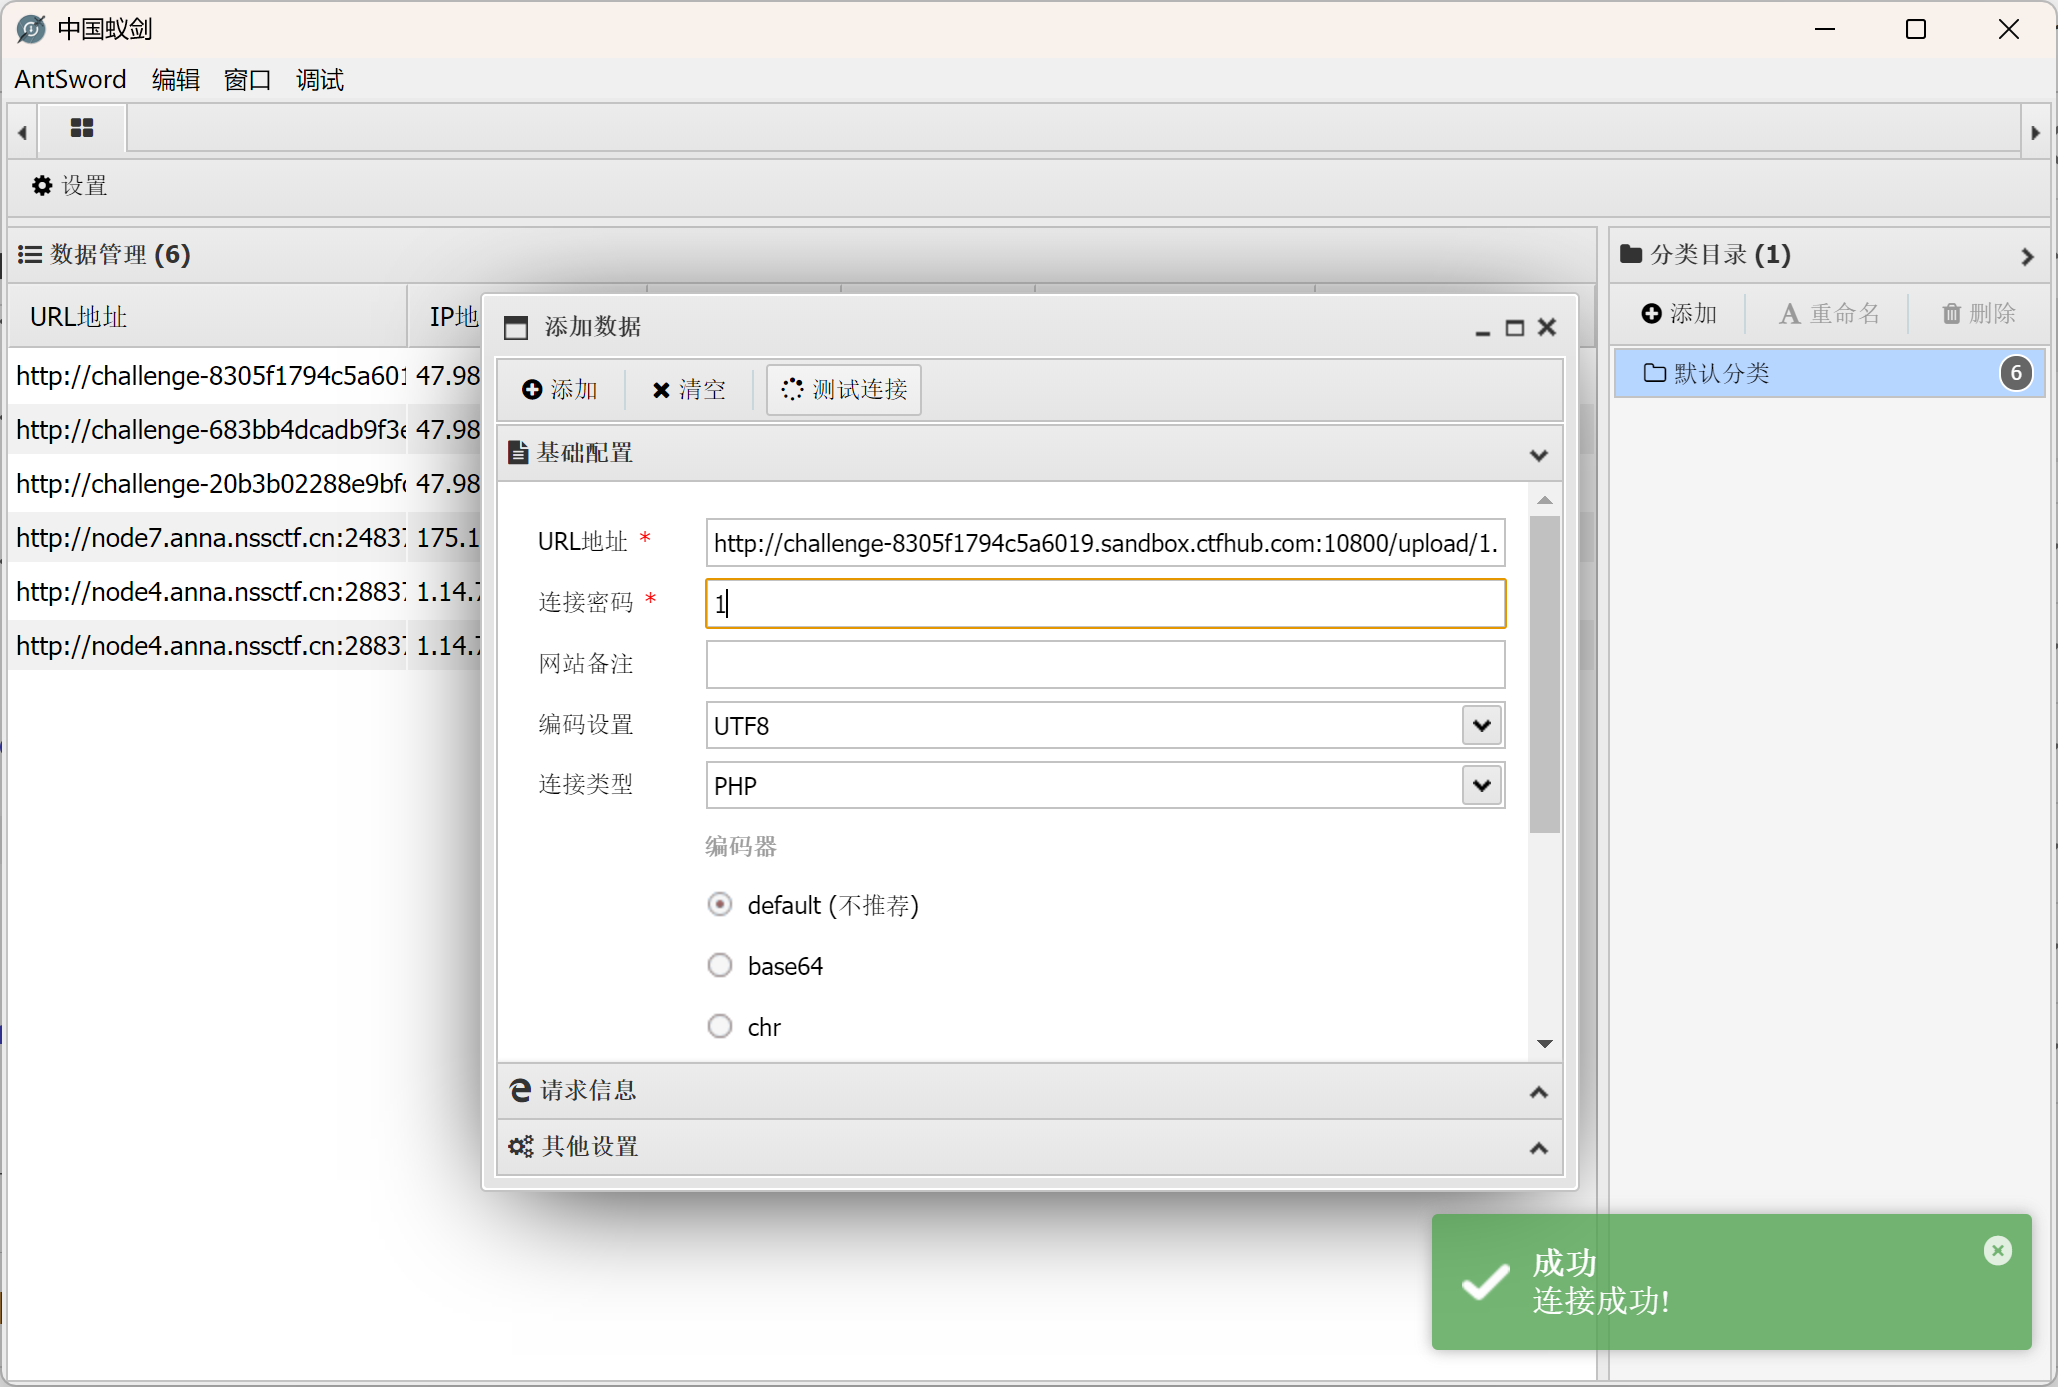 中国蚁剑
AntSword 编辑 窗口 调试
设置
数据管理 (6)
URL地址 IP地
http://challenge-8305f1794c5a601 47.98
http://challenge-683bb4dcadb9f3e 47.98
http://challenge-20b3b02288e9bfc 47.98
http://node7.anna.nssctf.cn:24837 175.1
http://node4.anna.nssctf.cn:28837 1.14.7
http://node4.anna.nssctf.cn:28837 1.14.7
添加数据
添加 清空 测试连接
基础配置
URL地址 * http://challenge-8305f1794c5a6019.sandbox.ctfhub.com:10800/upload/1.
连接密码 * 1
网站备注
编码设置 UTF8
连接类型 PHP
编码器
default (不推荐)
base64
chr
请求信息
其他设置
分类目录 (1)
添加 重命名 删除
默认分类 6
成功
连接成功!